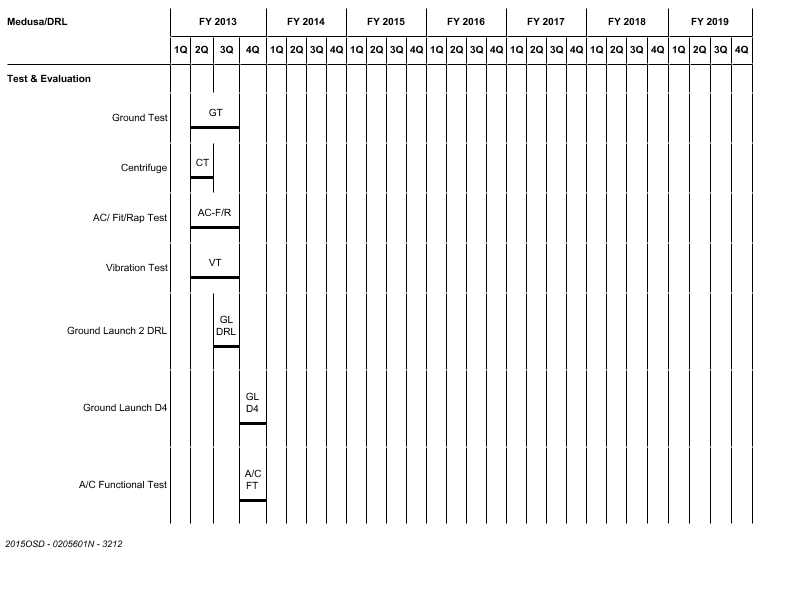 Medusa/DRL FY 2013 FY 2014 FY 2015 FY 2016 FY 2017 FY 2018 FY 2019
1Q 2Q 3Q 4Q 1Q 2Q 3Q 4Q 1Q 2Q 3Q 4Q 1Q 2Q 3Q 4Q 1Q 2Q 3Q 4Q 1Q 2Q 3Q 4Q 1Q 2Q 3Q 4Q
Test & Evaluation
Ground Test GT
Centrifuge CT
AC/ Fit/Rap Test AC-F/R
Vibration Test VT
Ground Launch 2 DRL GL
DRL
Ground Launch D4 GL
D4
A/C Functional Test A/C
FT
2015OSD - 0205601N - 3212